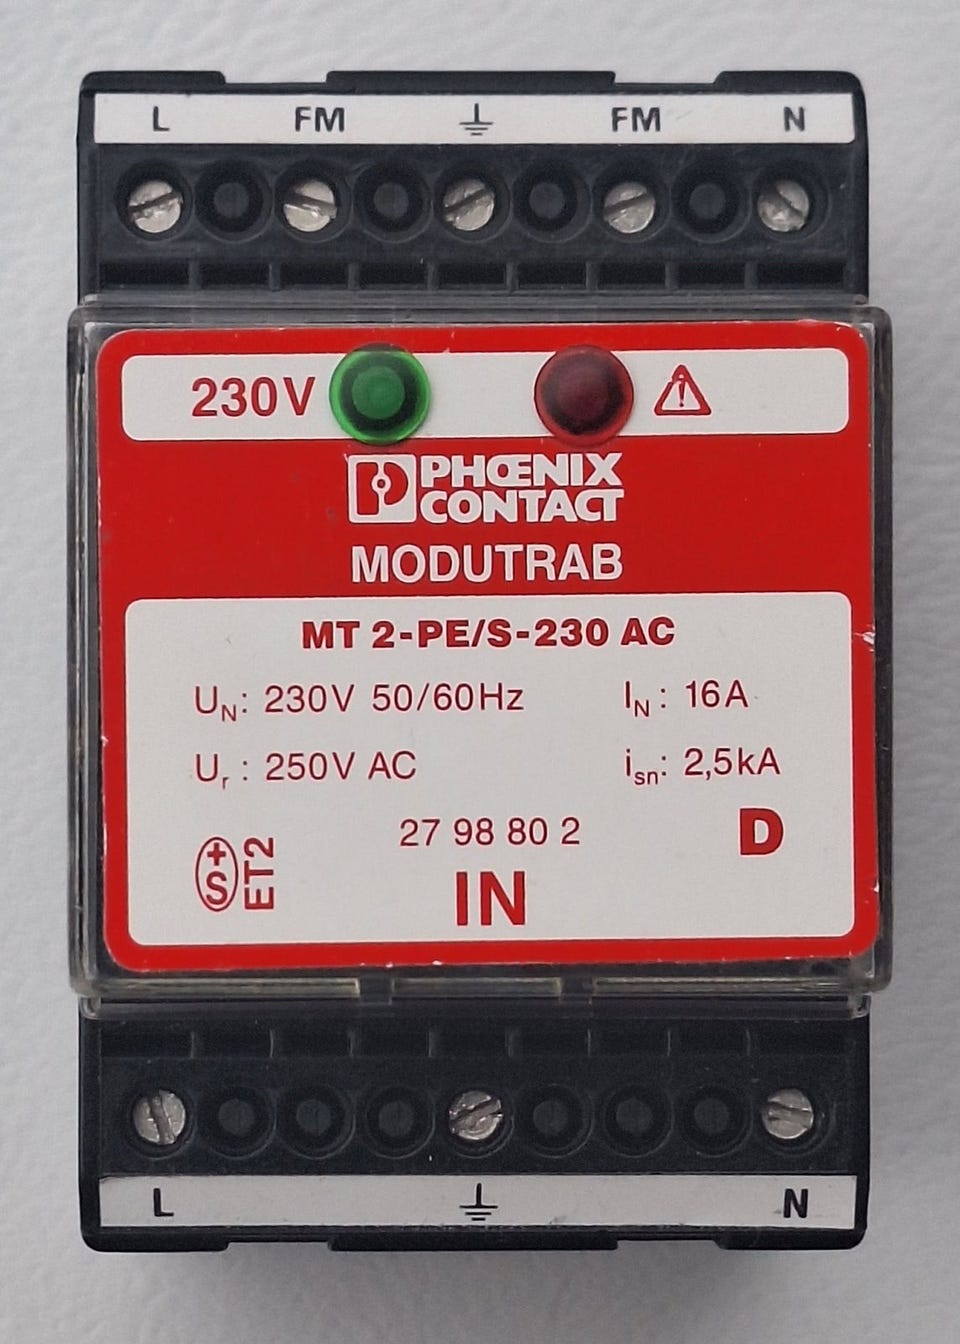 L FM FM N
230V
PHŒNIX
CONTACT
MODUTRAB
MT 2-PE/S-230 AC
UN: 230V 50/60Hz IN: 16A
Ur: 250V AC isn: 2,5kA
27 98 80 2
D
S+
ET2
IN
L N